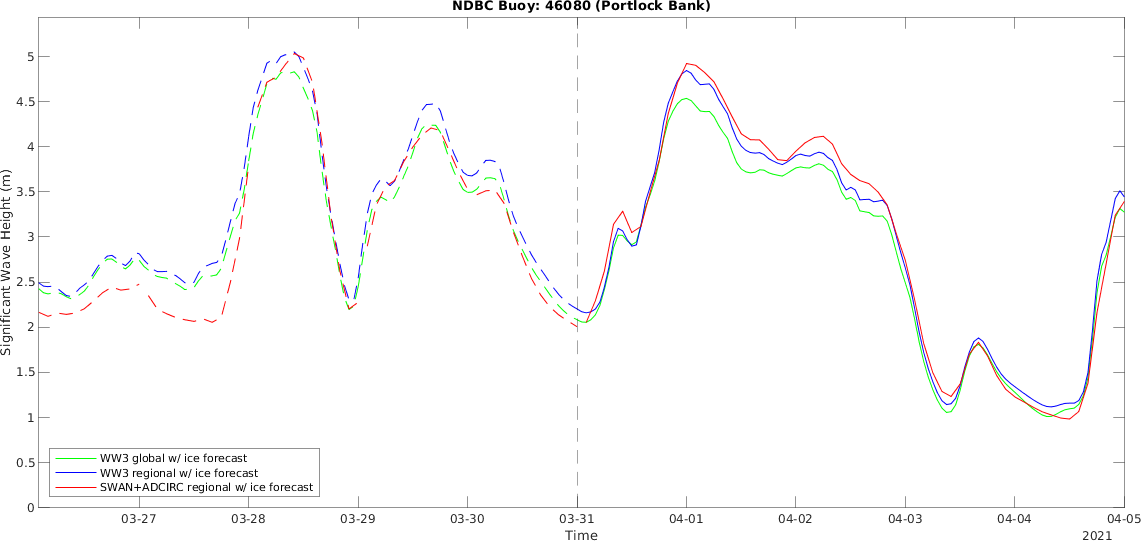 NDBC Buoy: 46080 (Portlock Bank)
Significant Wave Height (m)
5
4.5
4
3.5
3
2.5
2
1.5
1
0.5
0
WW3 global w/ ice forecast
WW3 regional w/ ice forecast
SWAN+ADCIRC regional w/ ice forecast
03-27 03-28 03-29 03-30 03-31 04-01 04-02 04-03 04-04 04-05
Time
2021